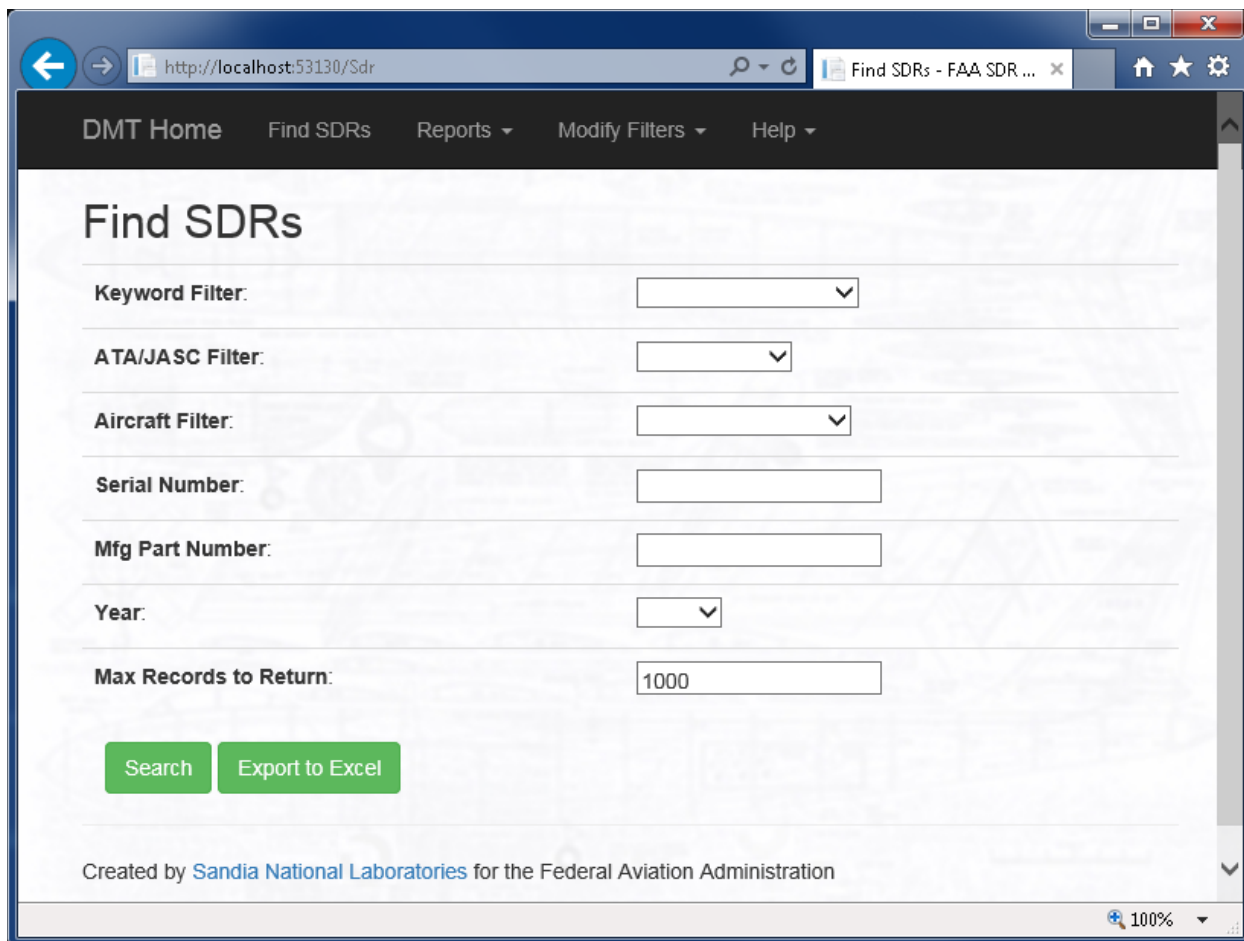 http://localhost:53130/Sdr
Find SDRs - FAA SDR ...
DMT Home Find SDRs Reports Modify Filters Help
Find SDRs
Keyword Filter:
ATA/JASC Filter:
Aircraft Filter:
Serial Number:
Mfg Part Number:
Year:
Max Records to Return: 1000
Search Export to Excel
Created by Sandia National Laboratories for the Federal Aviation Administration
100%